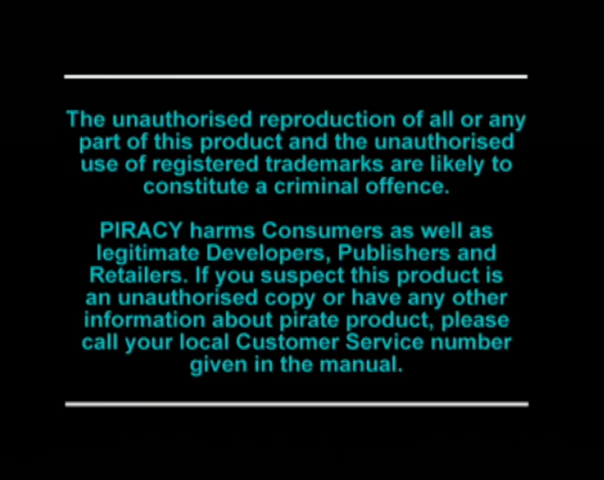 The unauthorised reproduction of all or any
part of this product and the unauthorised
use of registered trademarks are likely to
constitute a criminal offence.
PIRACY harms Consumers as well as
legitimate Developers, Publishers and
Retailers. If you suspect this product is
an unauthorised copy or have any other
information about pirate product, please
call your local Customer Service number
given in the manual.